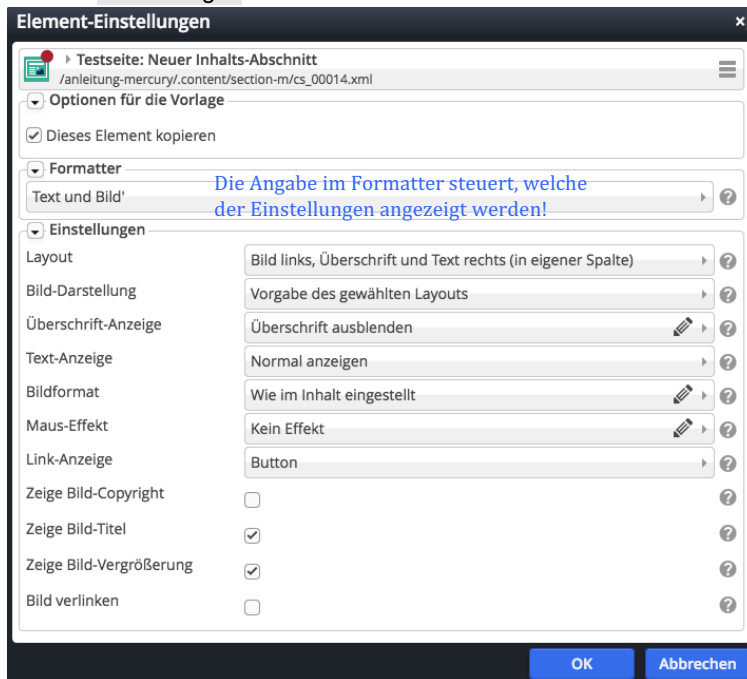 Element-Einstellungen
Testseite: Neuer Inhalts-Abschnitt
/anleitung-mercury/.content/section-m/cs_00014.xml
Optionen für die Vorlage
Dieses Element kopieren
Formatter
Die Angabe im Formatter steuert, welche
Text und Bild'
der Einstellungen angezeigt werden!
Einstellungen
Layout Bild links, Überschrift und Text rechts (in eigener Spalte)
Bild-Darstellung Vorgabe des gewählten Layouts
Überschrift-Anzeige Überschrift ausblenden
Text-Anzeige Normal anzeigen
Bildformat Wie im Inhalt eingestellt
Maus-Effekt Kein Effekt
Link-Anzeige Button
Zeige Bild-Copyright
Zeige Bild-Titel
Zeige Bild-Vergrößerung
Bild verlinken
OK Abbrechen